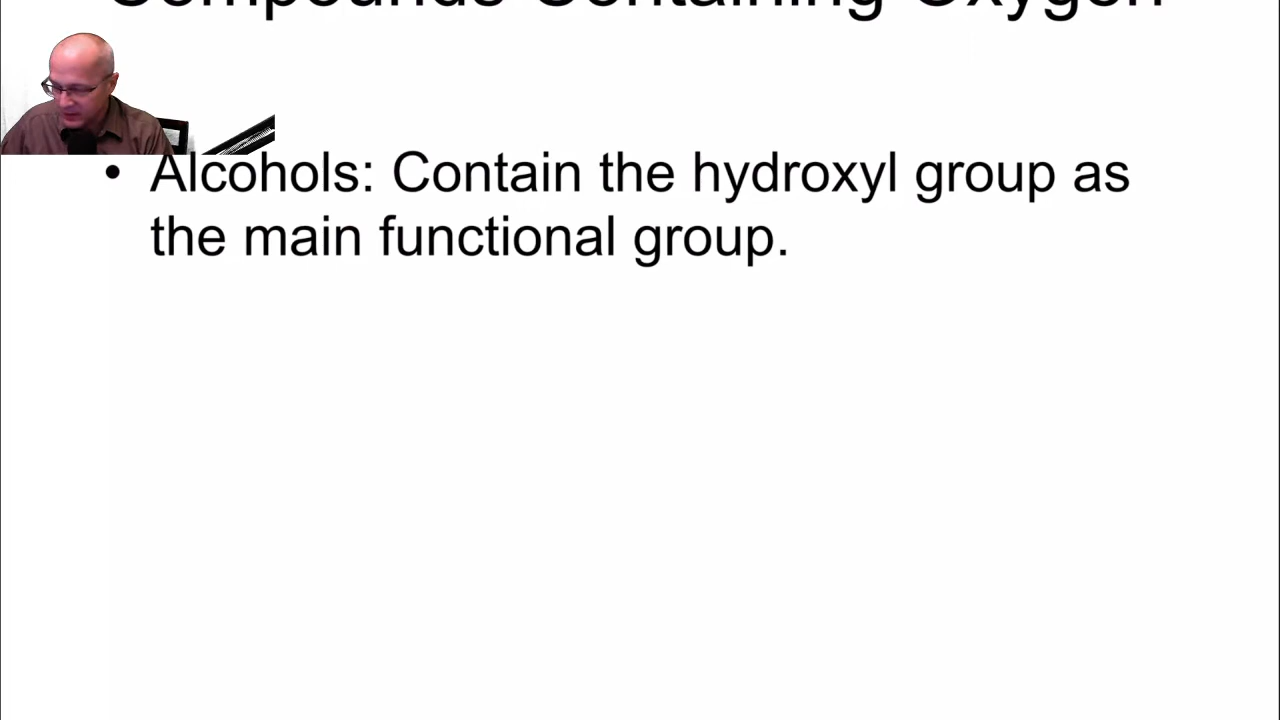 Compounds Containing Oxygen
• Alcohols: Contain the hydroxyl group as
the main functional group.